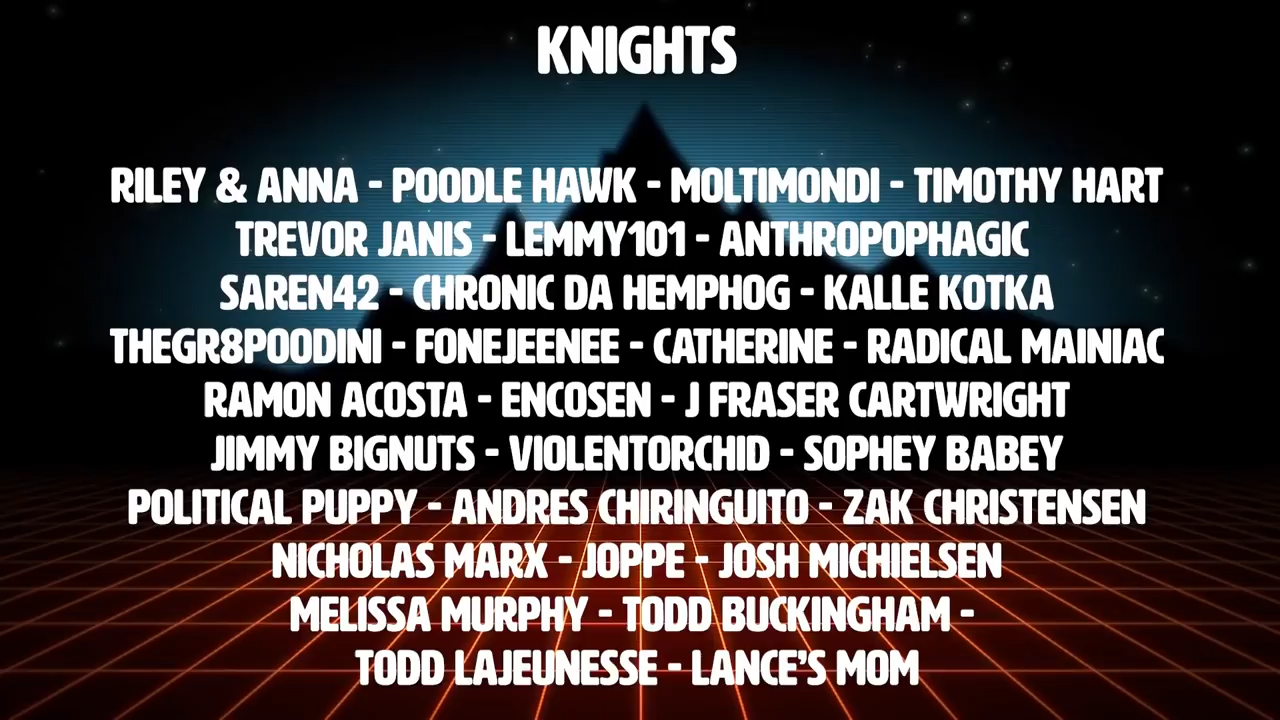 KNIGHTS
RILEY & ANNA - POODLE HAWK - MOLTIMONDI - TIMOTHY HART
TREVOR JANIS - LEMMY101 - ANTHROPOPHAGIC
SAREN42 - CHRONIC DA HEMPHOG - KALLE KOTKA
THEGR8POODINI - FONEJEENEE - CATHERINE - RADICAL MAINIAC
RAMON ACOSTA - ENCOSEN - J FRASER CARTWRIGHT
JIMMY BIGNUTS - VIOLENTORCHID - SOPHEY BABEY
POLITICAL PUPPY - ANDRES CHIRINGUITO - ZAK CHRISTENSEN
NICHOLAS MARX - JOPPE - JOSH MICHIELSEN
MELISSA MURPHY - TODD BUCKINGHAM -
TODD LAJEUNESSE - LANCE'S MOM